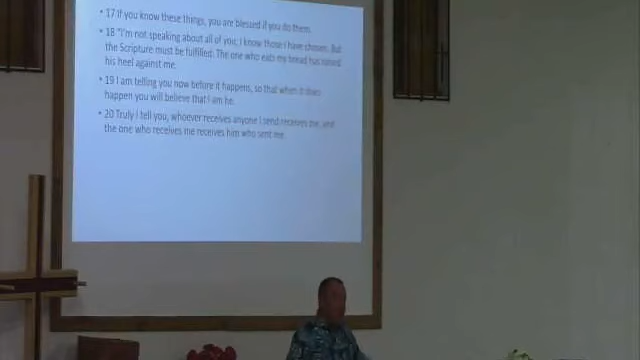 • 17 If you know these things, you are blessed if you do them.
• 18 "I'm not speaking about all of you; I know those I have chosen. But
the Scripture must be fulfilled: The one who eats my bread has raised
his heel against me.
• 19 I am telling you now before it happens, so that when it does
happen you will believe that I am he.
• 20 Truly I tell you, whoever receives anyone I send receives me, and
the one who receives me receives him who sent me.